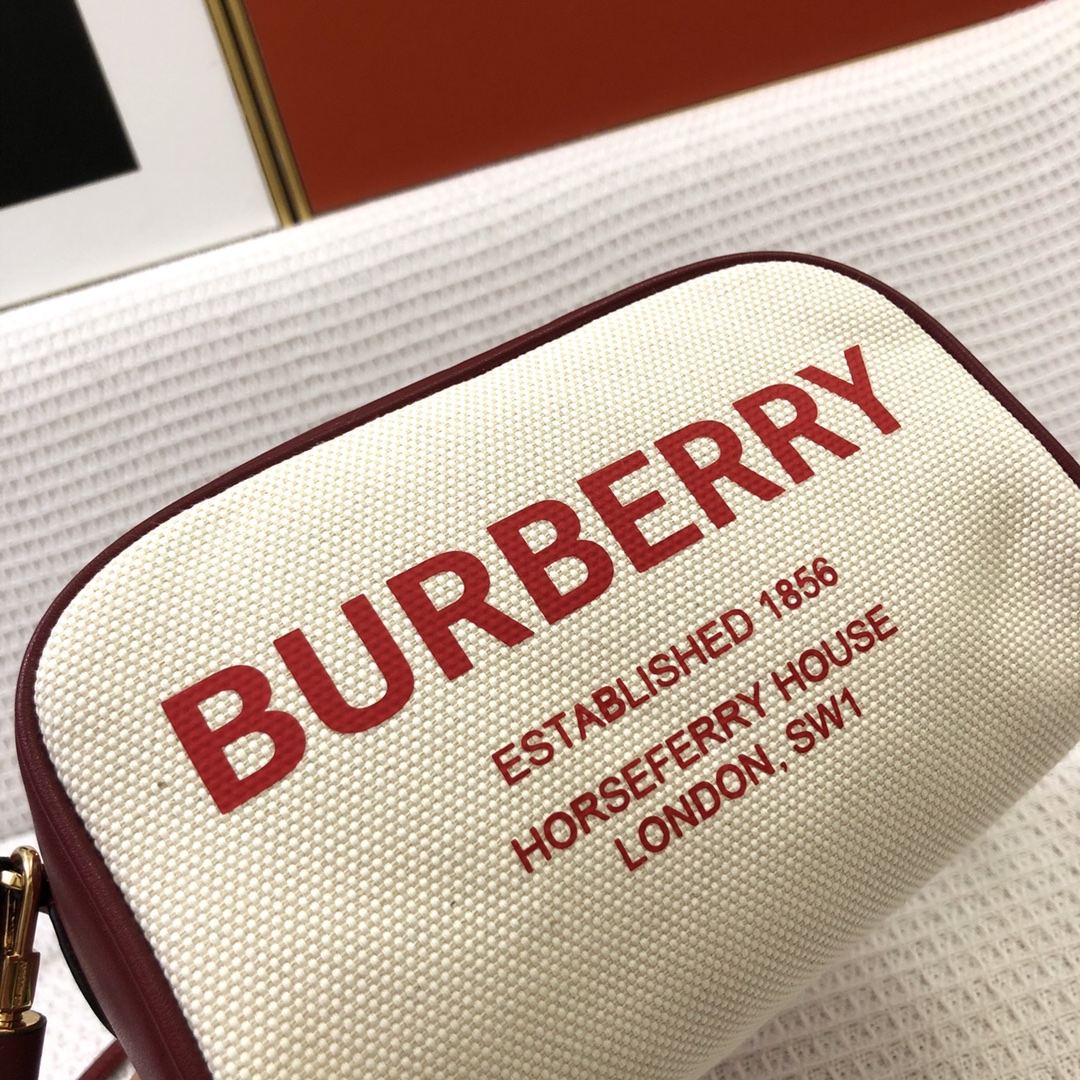 BURBERRY
ESTABLISHED 1856
HORSEFERRY HOUSE
LONDON, SW1